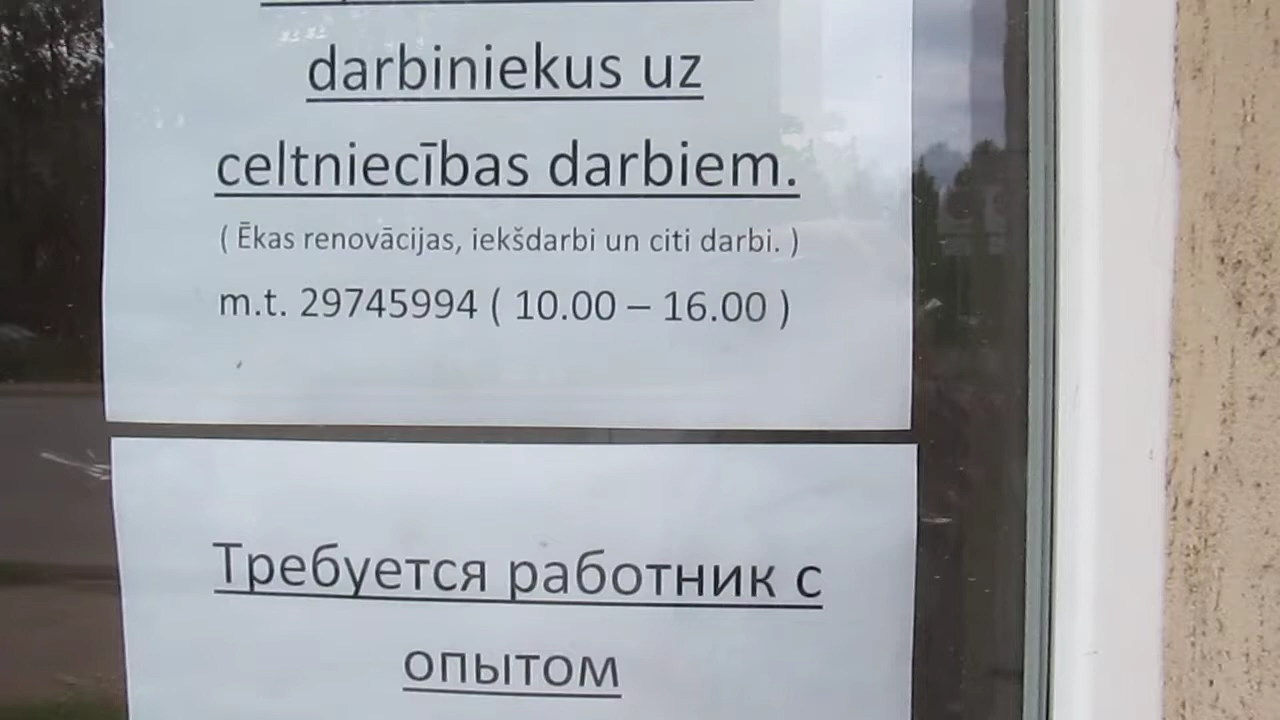 darbiniekus uz
celtniecības darbiem.
( Ēkas renovācijas, iekšdarbi un citi darbi. )
m.t. 29745994 ( 10.00 – 16.00 )
Требуется работник с
опытом